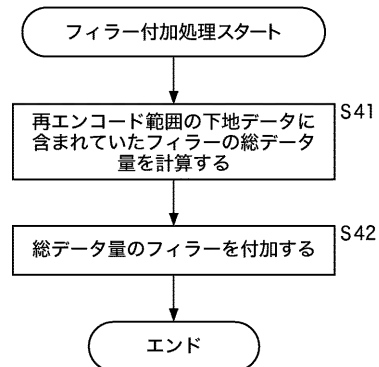 フィラー付加処理スタート
再エンコード範囲の下地データに
含まれていたフィラーの総データ
量を計算する
S41
総データ量のフィラーを付加する
S42
エンド